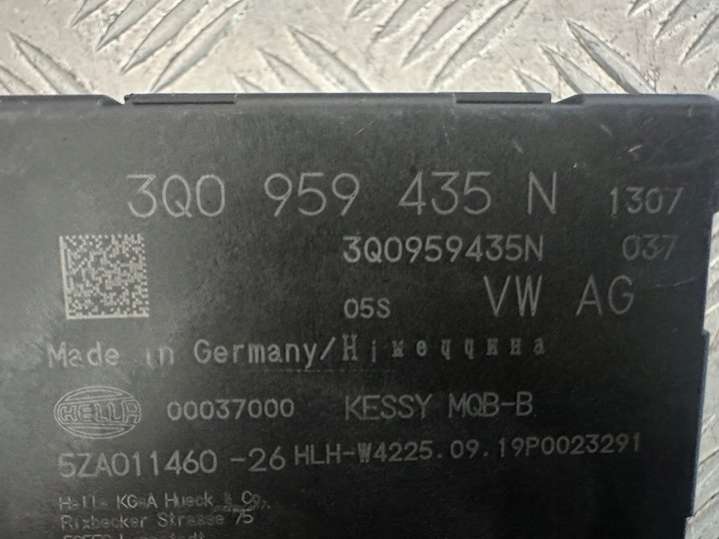 3Q0 959 435 N 1307
3Q0959435N 037
05S VW AG
Made in Germany/Німеччина
HELLA 00037000 KESSY MQB-B
5ZA011460-26 HLH-W4225.09.19P0023291
Hella KGaA Hueck & Co.
Rixbecker Strasse 75